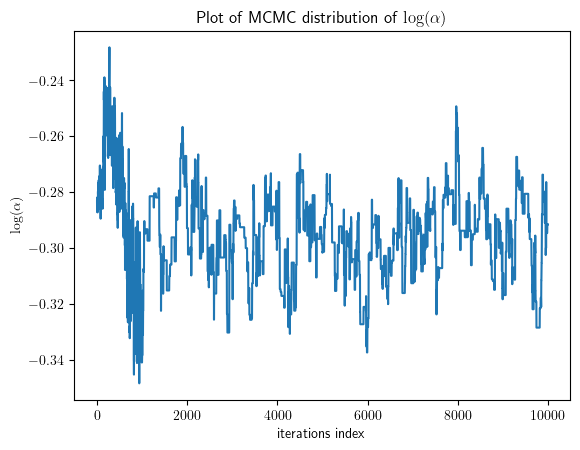 Plot of MCMC distribution of log(α)
−0.24
−0.26
−0.28
−0.30
−0.32
−0.34
log(α)
0 2000 4000 6000 8000 10000
iterations index